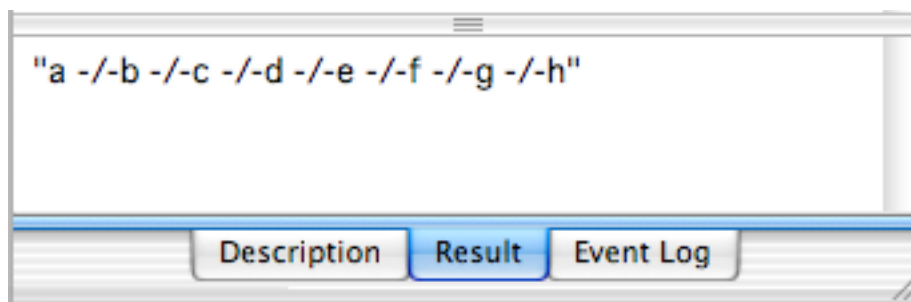 "a -/-b -/-c -/-d -/-e -/-f -/-g -/-h"
Description Result Event Log